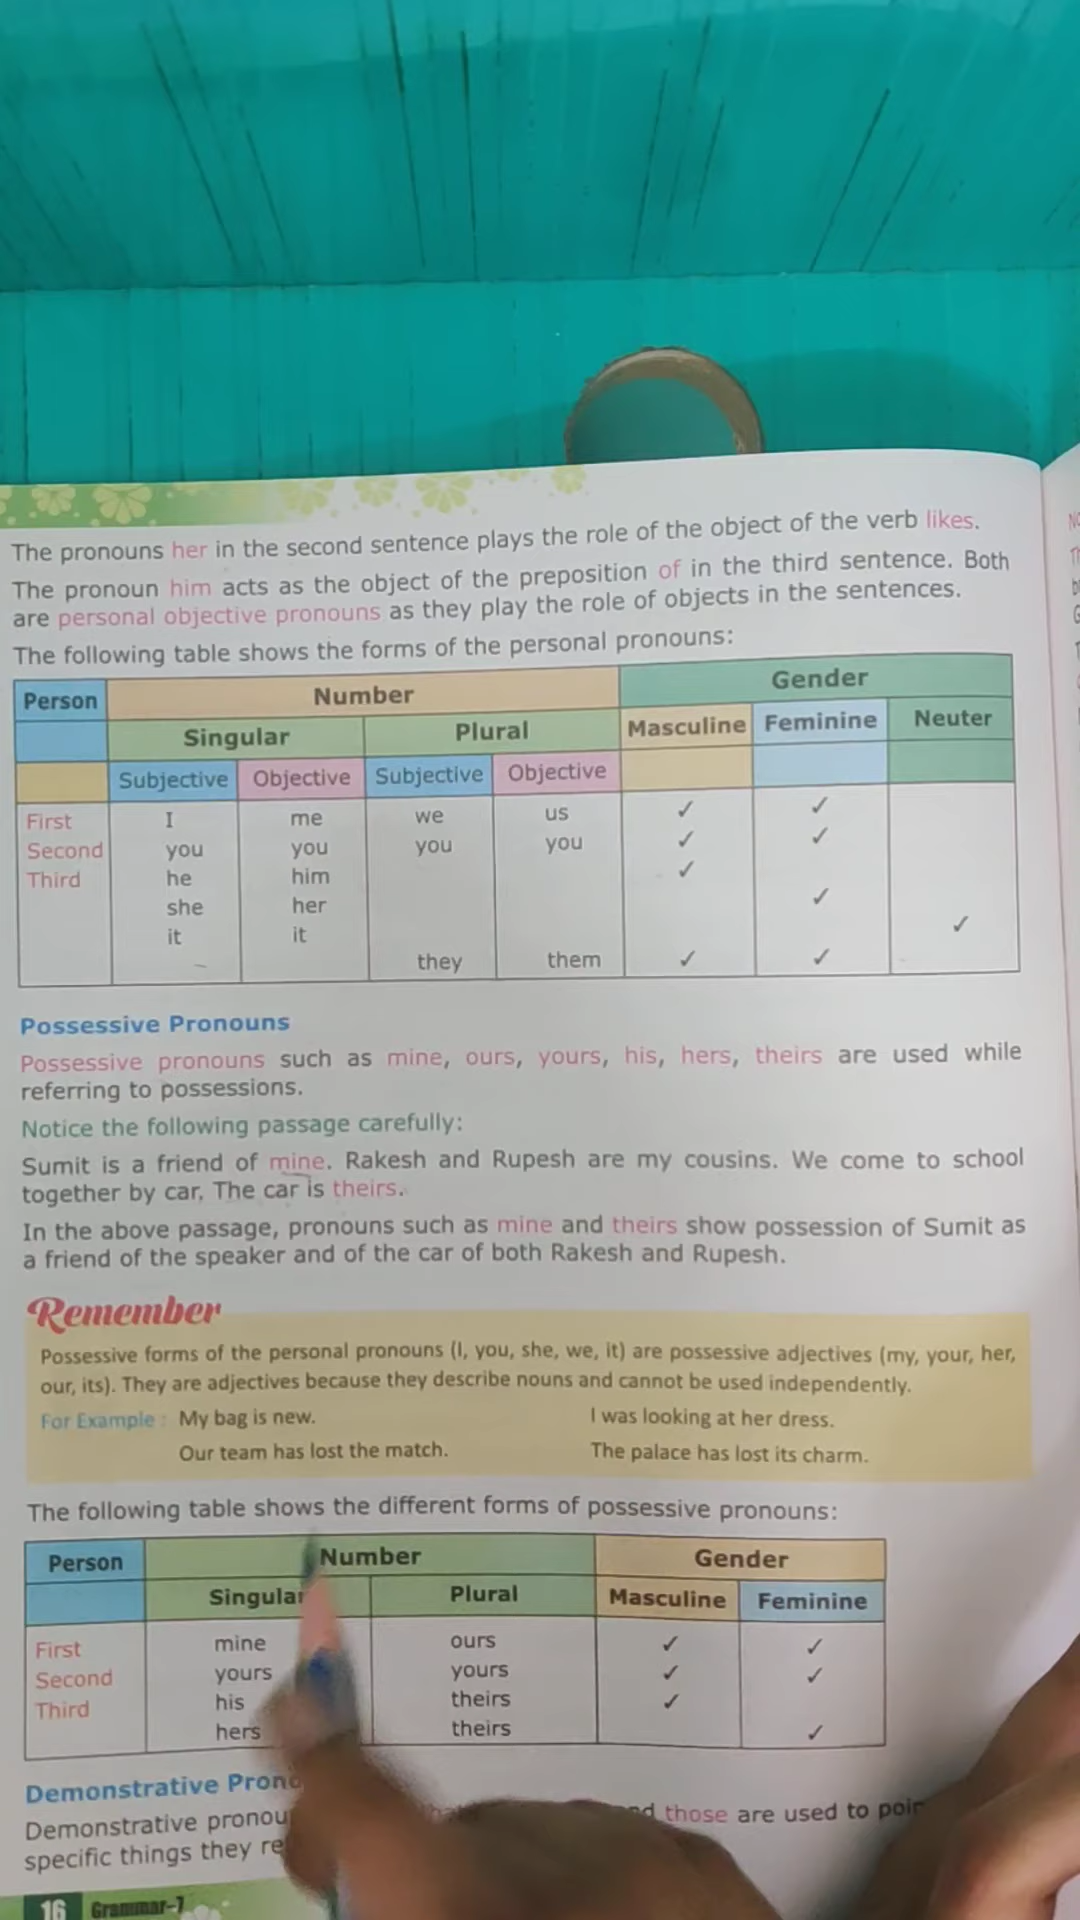 The pronouns her in the second sentence plays the role of the object of the verb likes.
The pronoun him acts as the object of the preposition of in the third sentence. Both
are personal objective pronouns as they play the role of objects in the sentences.
The following table shows the forms of the personal pronouns:
Person Number Gender
Singular Plural Masculine Feminine Neuter
Subjective Objective Subjective Objective
First I me we us ✓ ✓
Second you you you you ✓ ✓
Third he him ✓
she her ✓
it it ✓
they them ✓ ✓
Possessive Pronouns
Possessive pronouns such as mine, ours, yours, his, hers, theirs are used while
referring to possessions.
Notice the following passage carefully:
Sumit is a friend of mine. Rakesh and Rupesh are my cousins. We come to school
together by car. The car is theirs.
In the above passage, pronouns such as mine and theirs show possession of Sumit as
a friend of the speaker and of the car of both Rakesh and Rupesh.
Remember
Possessive forms of the personal pronouns (I, you, she, we, it) are possessive adjectives (my, your, her,
our, its). They are adjectives because they describe nouns and cannot be used independently.
For Example : My bag is new. I was looking at her dress.
Our team has lost the match. The palace has lost its charm.
The following table shows the different forms of possessive pronouns:
Person Number Gender
Singular Plural Masculine Feminine
First mine ours ✓ ✓
Second yours yours ✓ ✓
Third his theirs ✓
hers theirs ✓
Demonstrative
Demonstrative those are used to
specific things they
16 Grammar-7